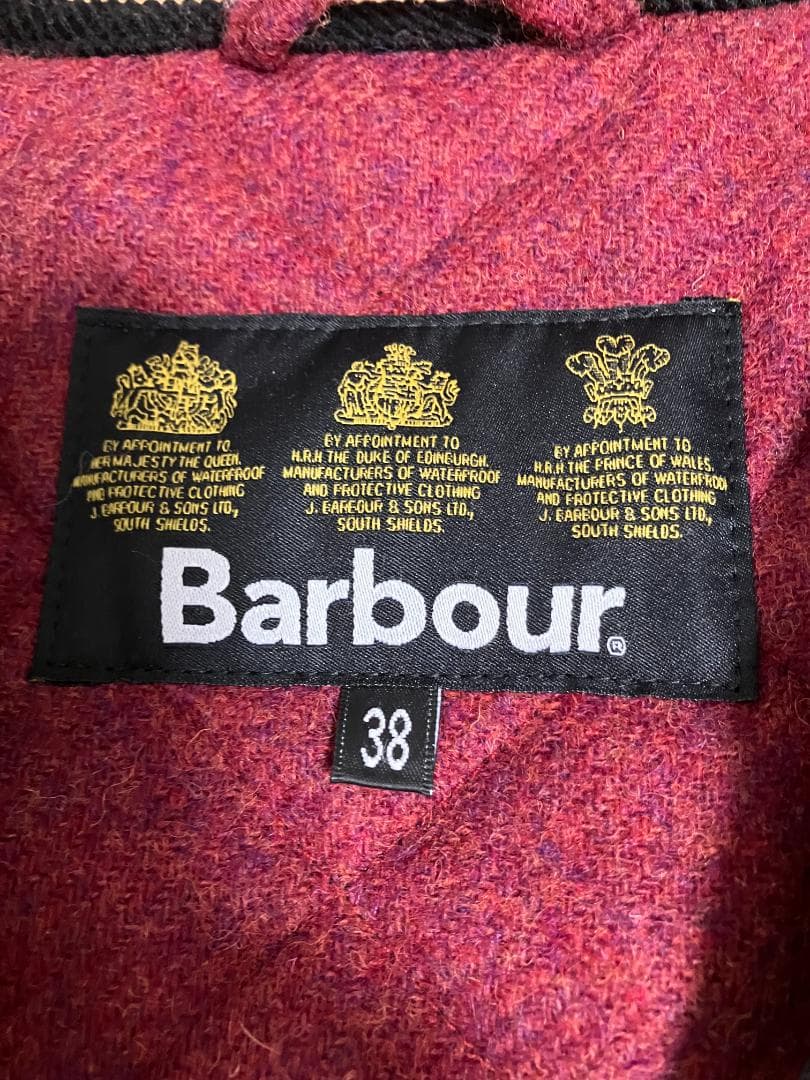 BY APPOINTMENT TO
HER MAJESTY THE QUEEN.
MANUFACTURERS OF WATERPROOF
AND PROTECTIVE CLOTHING
J. BARBOUR & SONS LTD.,
SOUTH SHIELDS.
BY APPOINTMENT TO
H.R.H THE DUKE OF EDINBURGH.
MANUFACTURERS OF WATERPROOF
AND PROTECTIVE CLOTHING
J. BARBOUR & SONS LTD.,
SOUTH SHIELDS.
BY APPOINTMENT TO
H.R.H THE PRINCE OF WALES.
MANUFACTURERS OF WATERPROOF
AND PROTECTIVE CLOTHING
J. BARBOUR & SONS LTD.,
SOUTH SHIELDS.
Barbour®
38